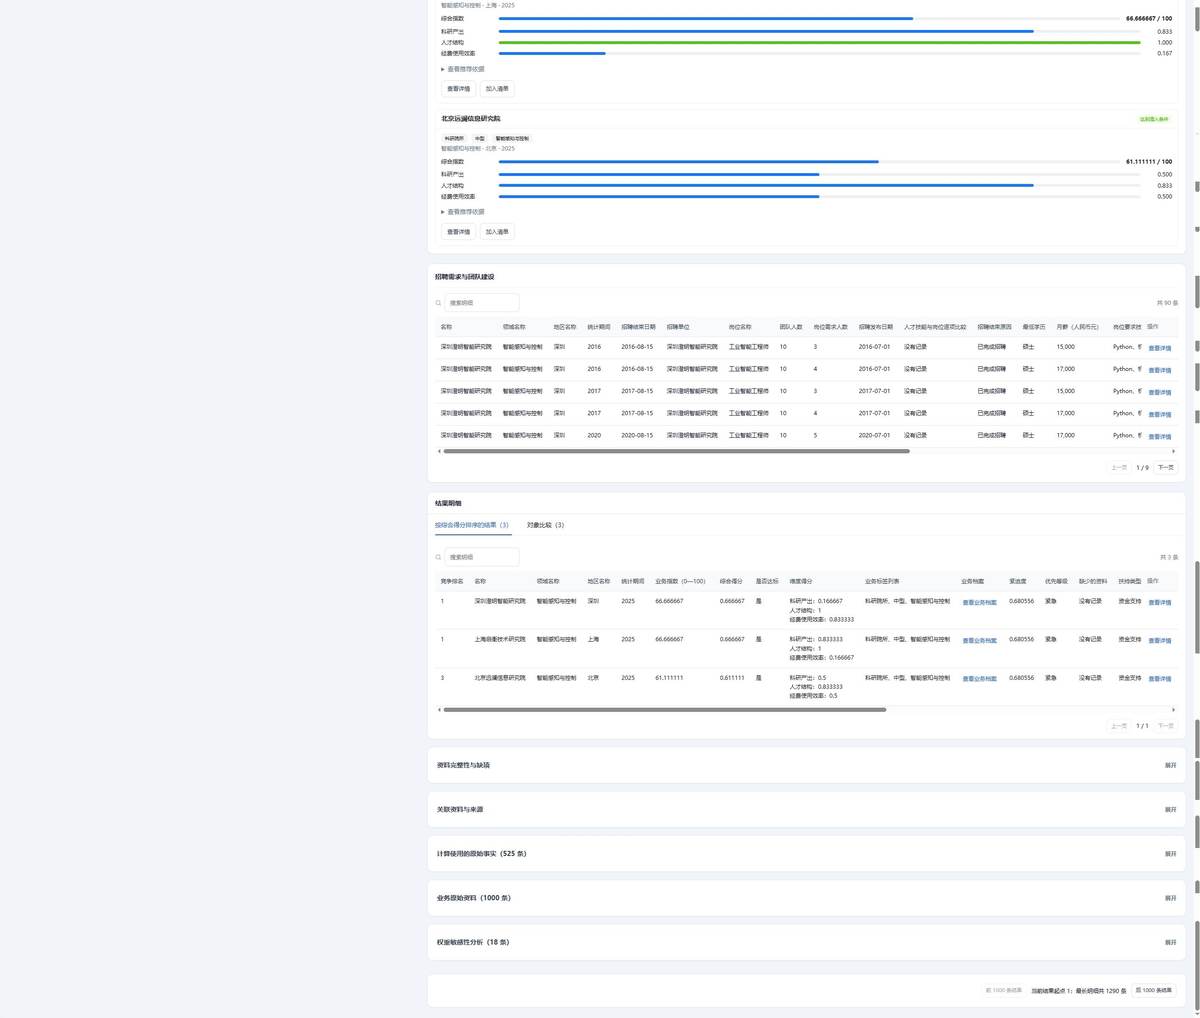 智能感知与控制 · 上海 · 2025
综合指数 66.666667 / 100
科研产出 0.833
人才结构 1.000
经费使用效率 0.167
▶ 查看推荐依据
查看详情 加入清单
北京远澜信息研究院
科研院所 中型 智能感知与控制
智能感知与控制 · 北京 · 2025
综合指数 61.111111 / 100
科研产出 0.500
人才结构 0.833
经费使用效率 0.500
▶ 查看推荐依据
查看详情 加入清单
招聘需求与团队建设
搜索明细 共 90 条
名称 领域名称 地区名称 统计期间 招聘结束日期 招聘单位 岗位名称 团队人数 岗位需求人数 招聘发布日期 人才技能与岗位逐项比较 招聘结束原因 最低学历 月薪（人民币元） 岗位要求技 操作
深圳澄明智能研究院 智能感知与控制 深圳 2016 2016-08-15 深圳澄明智能研究院 工业智能工程师 10 3 2016-07-01 没有记录 已完成招聘 硕士 15,000 Python、 查看详情
深圳澄明智能研究院 智能感知与控制 深圳 2016 2016-08-15 深圳澄明智能研究院 工业智能工程师 10 4 2016-07-01 没有记录 已完成招聘 硕士 17,000 Python、 查看详情
深圳澄明智能研究院 智能感知与控制 深圳 2017 2017-08-15 深圳澄明智能研究院 工业智能工程师 10 3 2017-07-01 没有记录 已完成招聘 硕士 15,000 Python、 查看详情
深圳澄明智能研究院 智能感知与控制 深圳 2017 2017-08-15 深圳澄明智能研究院 工业智能工程师 10 4 2017-07-01 没有记录 已完成招聘 硕士 17,000 Python、 查看详情
深圳澄明智能研究院 智能感知与控制 深圳 2020 2020-08-15 深圳澄明智能研究院 工业智能工程师 10 5 2020-07-01 没有记录 已完成招聘 硕士 17,000 Python、 查看详情
上一页 1 / 9 下一页
结果明细
按综合得分排序的结果（3） 对象比较（3）
搜索明细 共 3 条
竞争排名 名称 领域名称 地区名称 统计期间 业务指数（0—100） 综合得分 是否达标 维度得分 业务标签列表 业务档案 紧迫度 优先等级 缺少的资料 扶持类型 操作
1 深圳澄明智能研究院 智能感知与控制 深圳 2025 66.666667 0.666667 是 科研产出：0.166667 科研院所、中型、智能感知与控制 查看业务档案 0.680556 紧急 没有记录 资金支持 查看详情
人才结构：1
经费使用效率：0.833333
1 上海启衡技术研究院 智能感知与控制 上海 2025 66.666667 0.666667 是 科研产出：0.833333 科研院所、中型、智能感知与控制 查看业务档案 0.680556 紧急 没有记录 资金支持 查看详情
人才结构：1
经费使用效率：0.166667
3 北京远澜信息研究院 智能感知与控制 北京 2025 61.111111 0.611111 是 科研产出：0.5 科研院所、中型、智能感知与控制 查看业务档案 0.680556 紧急 没有记录 资金支持 查看详情
人才结构：0.833333
经费使用效率：0.5
上一页 1 / 1 下一页
资料完整性与缺项 展开
关联资料与来源 展开
计算使用的原始事实（525 条） 展开
业务原始资料（1000 条） 展开
权重敏感性分析（18 条） 展开
前 1000 条结果 当前结果起点 1；最长明细共 1290 条 后 1000 条结果